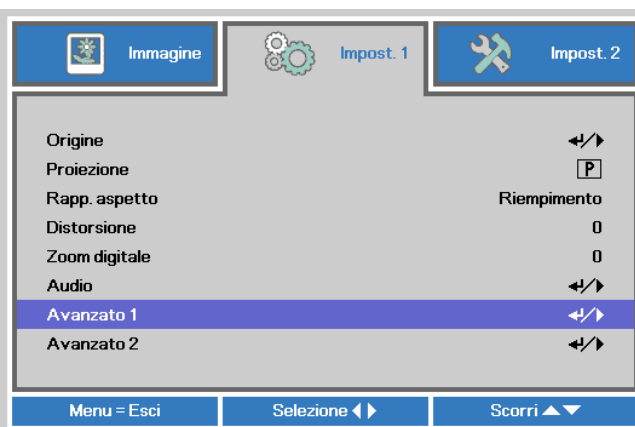 Immagine Impost. 1 Impost. 2
Origine
Proiezione P
Rapp. aspetto Riempimento
Distorsione 0
Zoom digitale 0
Audio
Avanzato 1
Avanzato 2
Menu = Esci Selezione Scorri